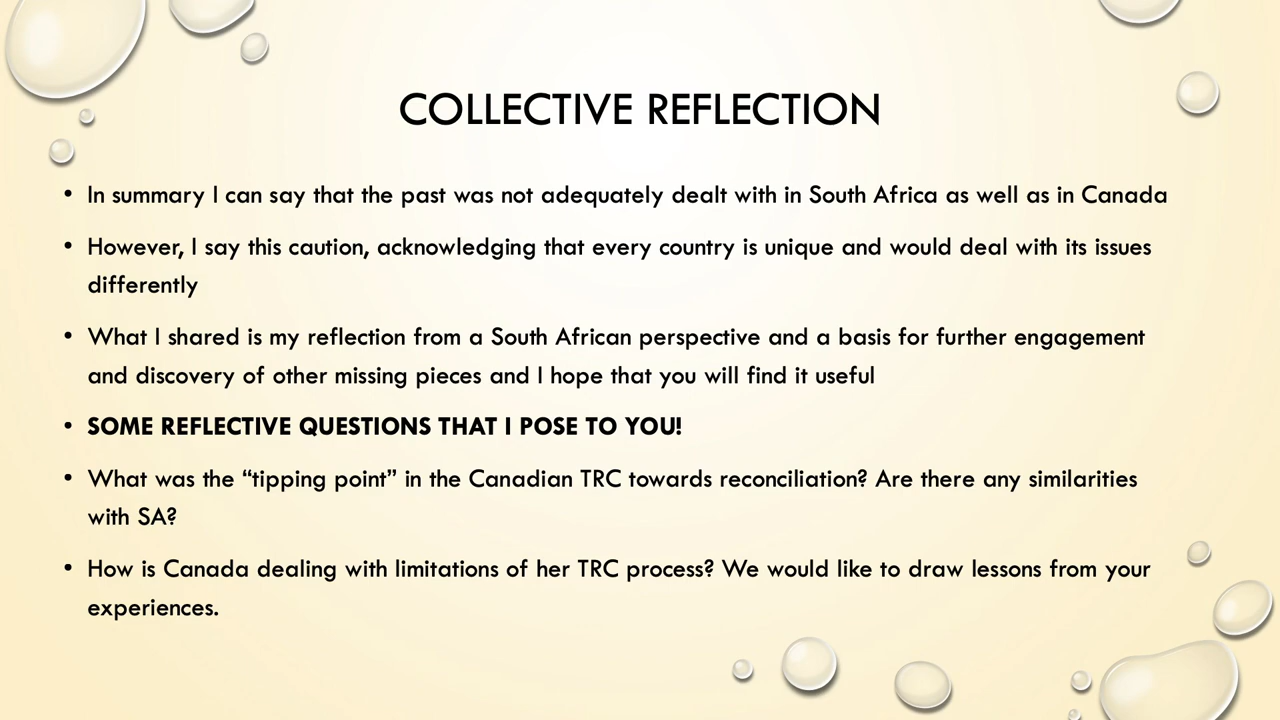 COLLECTIVE REFLECTION
• In summary I can say that the past was not adequately dealt with in South Africa as well as in Canada
• However, I say this caution, acknowledging that every country is unique and would deal with its issues
differently
• What I shared is my reflection from a South African perspective and a basis for further engagement
and discovery of other missing pieces and I hope that you will find it useful
• SOME REFLECTIVE QUESTIONS THAT I POSE TO YOU!
• What was the “tipping point” in the Canadian TRC towards reconciliation? Are there any similarities
with SA?
• How is Canada dealing with limitations of her TRC process? We would like to draw lessons from your
experiences.